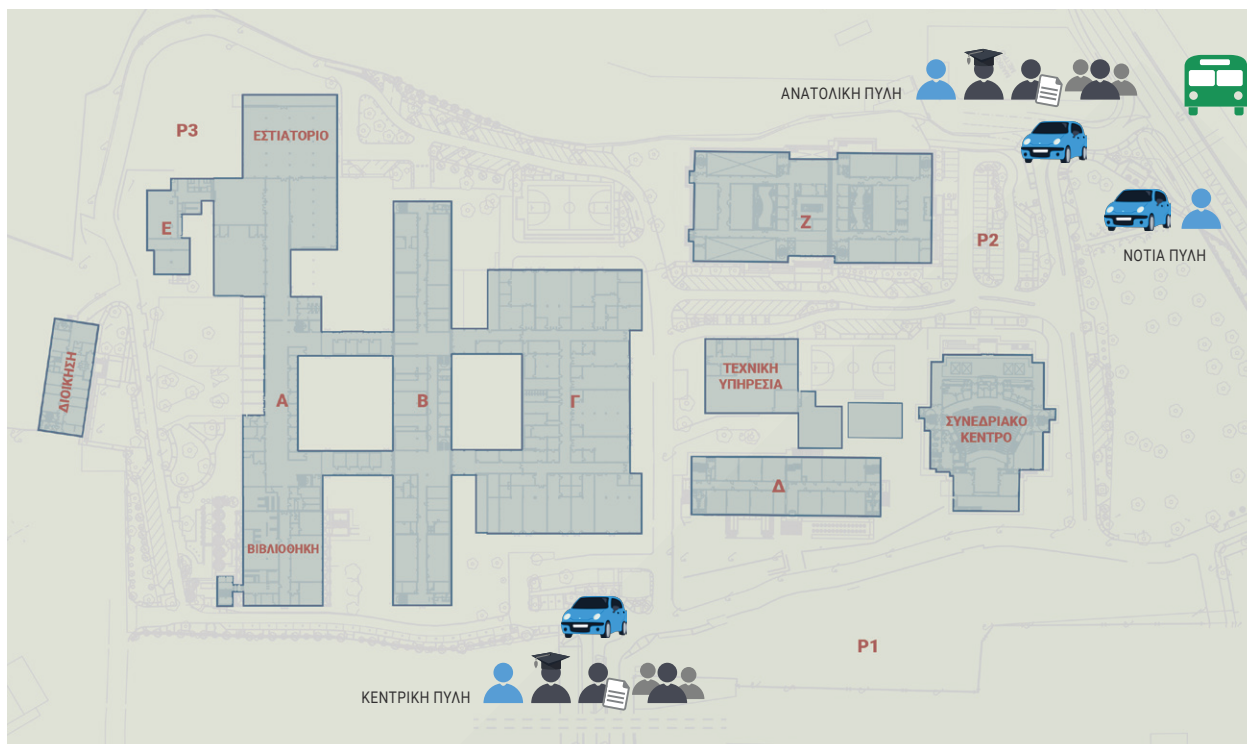 ΑΝΑΤΟΛΙΚΗ ΠΥΛΗ
P3
ΕΣΤΙΑΤΟΡΙΟ
E
Z
P2
ΝΟΤΙΑ ΠΥΛΗ
ΔΙΟΙΚΗΣΗ
A
B
Γ
ΤΕΧΝΙΚΗ
ΥΠΗΡΕΣΙΑ
ΣΥΝΕΔΡΙΑΚΟ
ΚΕΝΤΡΟ
Δ
ΒΙΒΛΙΟΘΗΚΗ
P1
ΚΕΝΤΡΙΚΗ ΠΥΛΗ